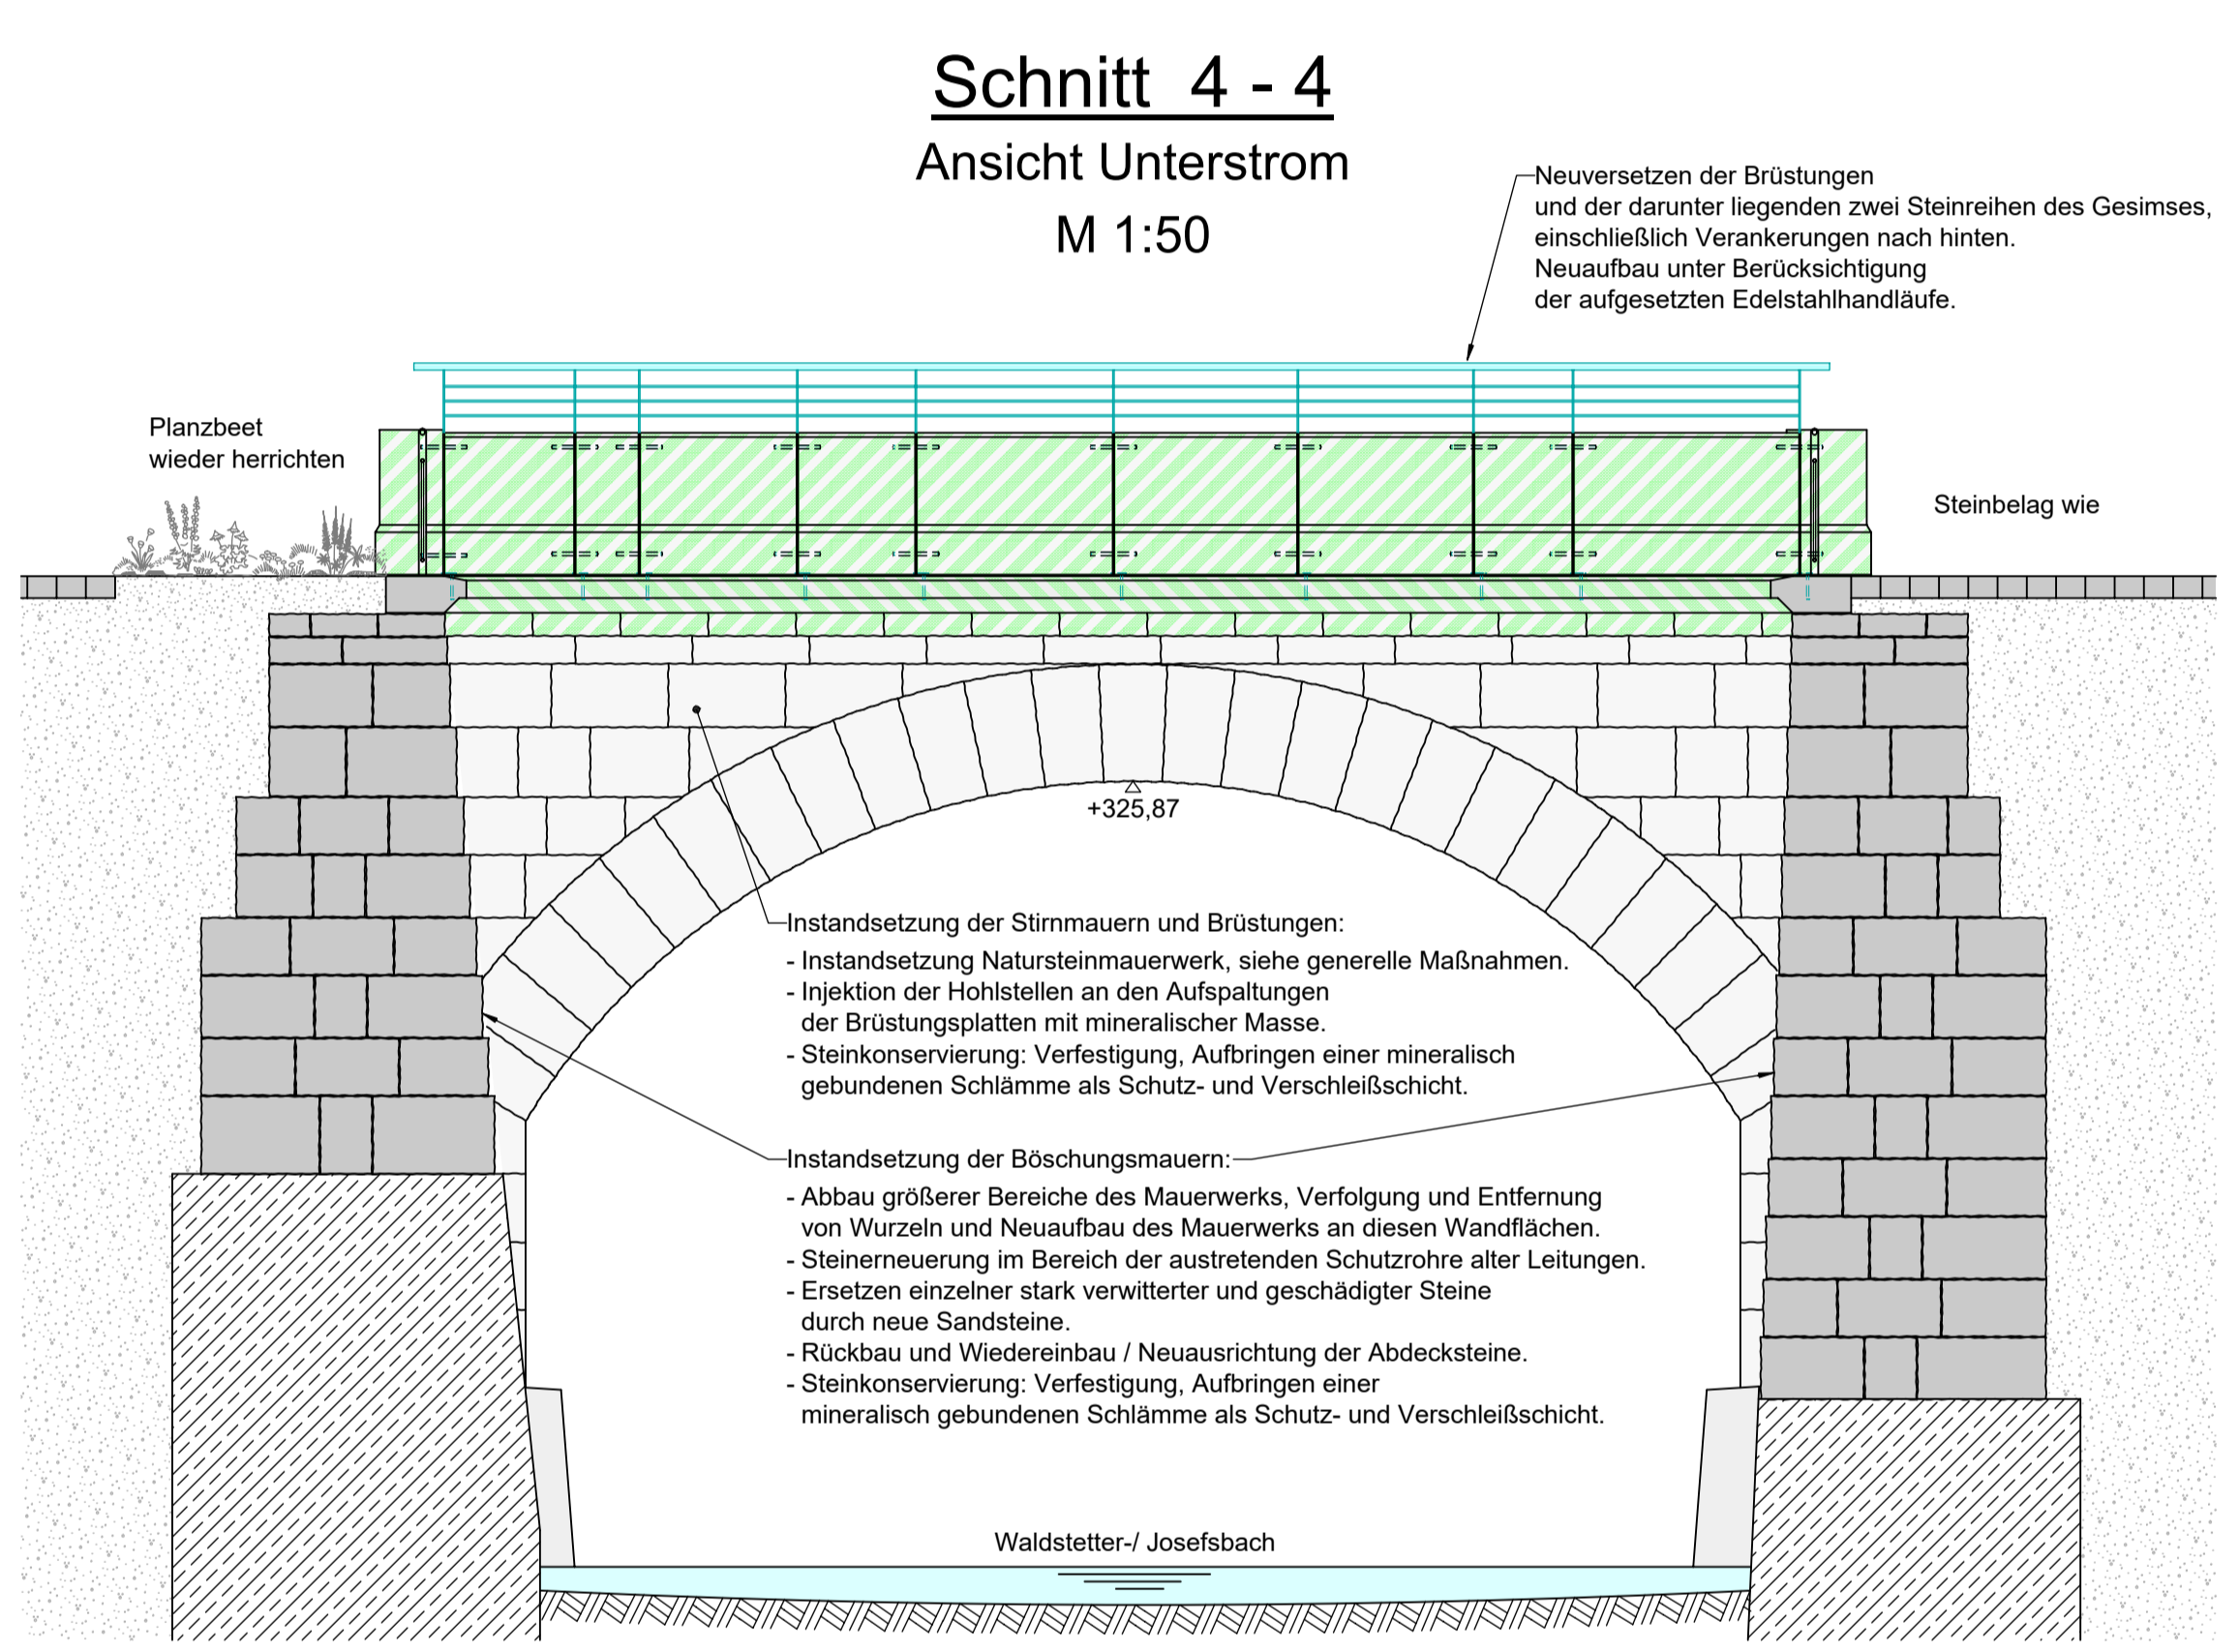 Schnitt 4 - 4
Ansicht Unterstrom
M 1:50
Neuversetzen der Brüstungen
und der darunter liegenden zwei Steinreihen des Gesimses,
einschließlich Verankerungen nach hinten.
Neuaufbau unter Berücksichtigung
der aufgesetzten Edelstahlhandläufe.
Planzbeet
wieder herrichten
Steinbelag wie
+325,87
Instandsetzung der Stirnmauern und Brüstungen:
- Instandsetzung Natursteinmauerwerk, siehe generelle Maßnahmen.
- Injektion der Hohlstellen an den Aufspaltungen
der Brüstungsplatten mit mineralischer Masse.
- Steinkonservierung: Verfestigung, Aufbringen einer mineralisch
gebundenen Schlämme als Schutz- und Verschleißschicht.
Instandsetzung der Böschungsmauern:
- Abbau größerer Bereiche des Mauerwerks, Verfolgung und Entfernung
von Wurzeln und Neuaufbau des Mauerwerks an diesen Wandflächen.
- Steinerneuerung im Bereich der austretenden Schutzrohre alter Leitungen.
- Ersetzen einzelner stark verwitterter und geschädigter Steine
durch neue Sandsteine.
- Rückbau und Wiedereinbau / Neuausrichtung der Abdecksteine.
- Steinkonservierung: Verfestigung, Aufbringen einer
mineralisch gebundenen Schlämme als Schutz- und Verschleißschicht.
Waldstetter-/ Josefsbach